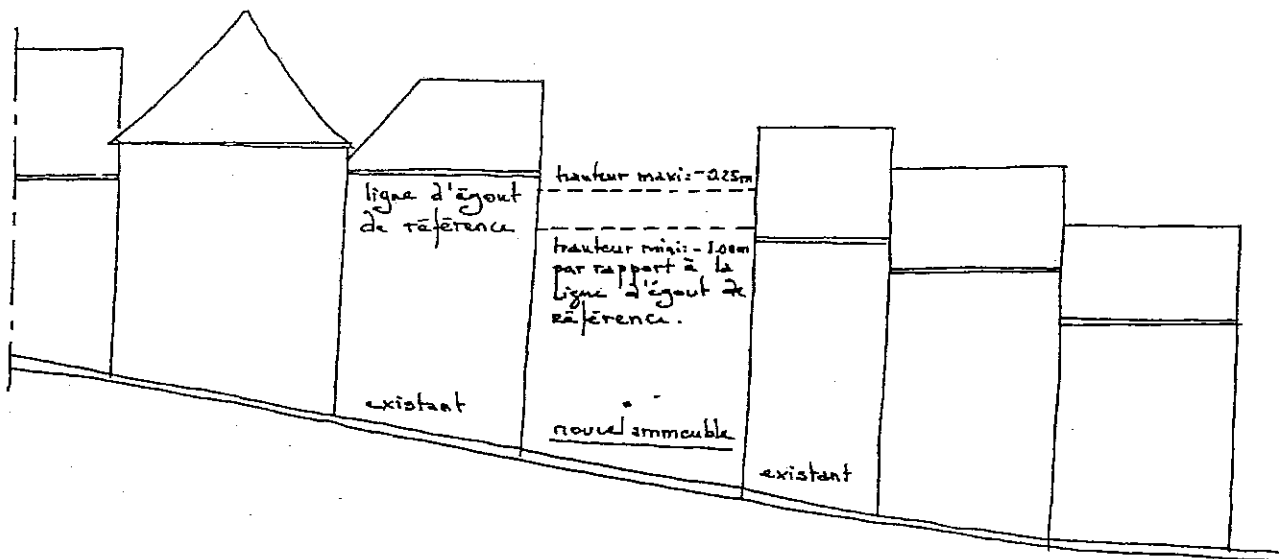 hauteur maxi: -0.25m
ligne d'égout
de référence
hauteur mini: - 1.00m
par rapport à la
ligne d'égout de
référence.
existant
nouvel immeuble
existant